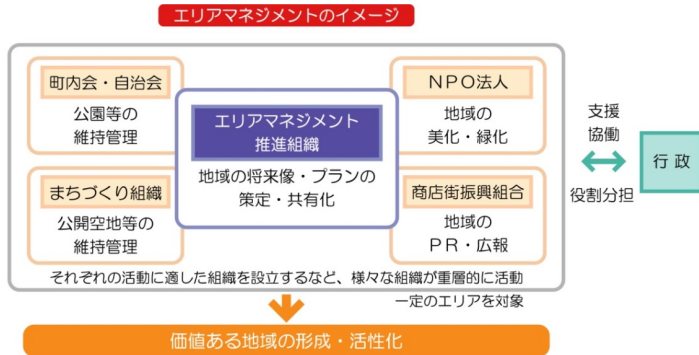 エリアマネジメントのイメージ
町内会・自治会
公園等の
維持管理
NPO法人
地域の
美化・緑化
エリアマネジメント
推進組織
地域の将来像・プランの
策定・共有化
まちづくり組織
公開空地等の
維持管理
商店街振興組合
地域の
PR・広報
それぞれの活動に適した組織を設立するなど、様々な組織が重層的に活動
一定のエリアを対象
支援
協働
役割分担
行政
価値ある地域の形成・活性化